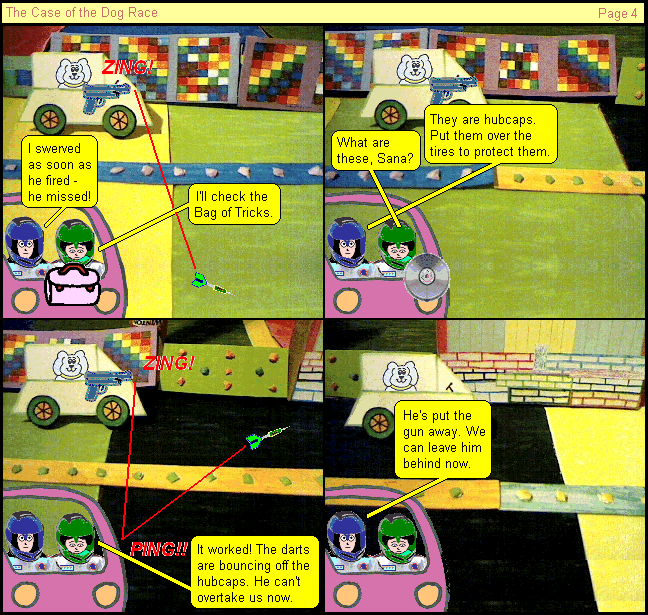 The Case of the Dog Race
Page 4
ZING!
I swerved
as soon as
he fired -
he missed!
I'll check the
Bag of Tricks.
They are hubcaps.
Put them over the
tires to protect them.
What are
these, Sana?
ZING!
PING!!
It worked! The darts
are bouncing off the
hubcaps. He can't
overtake us now.
He's put the
gun away. We
can leave him
behind now.